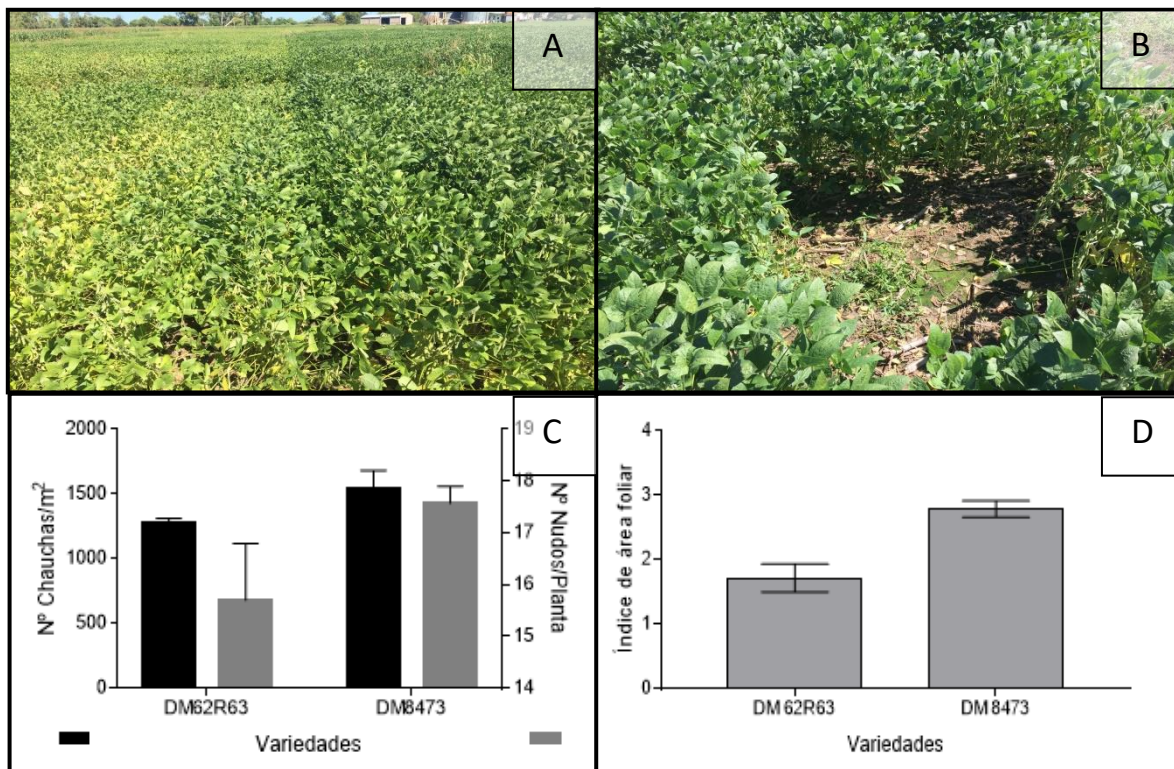 A
B
C
2000
1500
1000
500
0
Nº Chauchas/m²
19
18
17
16
15
14
Nº Nudos/Planta
DM62R63
DM8473
Variedades
D
4
3
2
1
0
Índice de área foliar
DM 62R63
DM 8473
Variedades